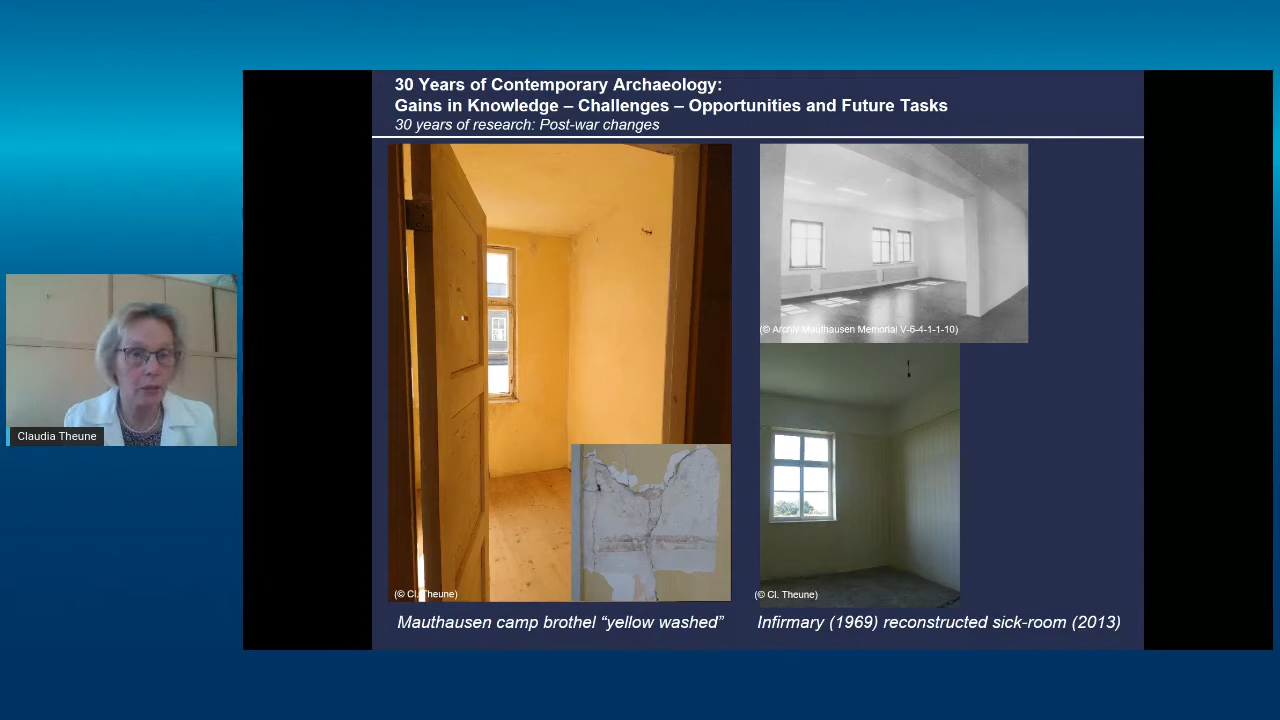 30 Years of Contemporary Archaeology:
Gains in Knowledge – Challenges – Opportunities and Future Tasks
30 years of research: Post-war changes
(© Archiv Mauthausen Memorial V-6-4-1-1-10)
Claudia Theune
(© Cl. Theune)
(© Cl. Theune)
Mauthausen camp brothel “yellow washed”
Infirmary (1969) reconstructed sick-room (2013)